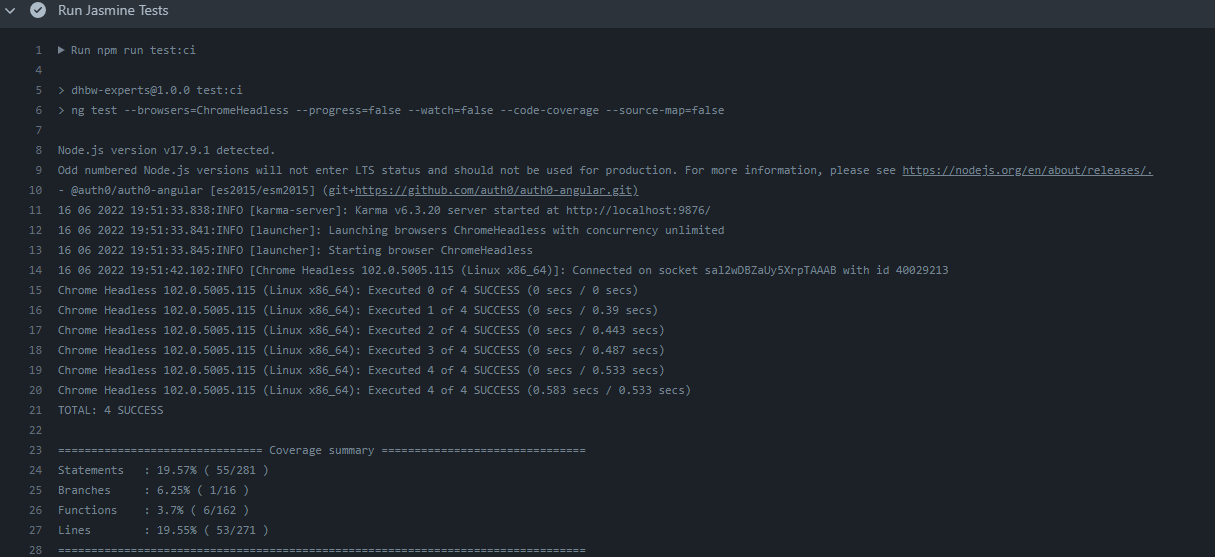 Run Jasmine Tests
1 ▶ Run npm run test:ci
4
5 > dhbw-experts@1.0.0 test:ci
6 > ng test --browsers=ChromeHeadless --progress=false --watch=false --code-coverage --source-map=false
7
8 Node.js version v17.9.1 detected.
9 Odd numbered Node.js versions will not enter LTS status and should not be used for production. For more information, please see https://nodejs.org/en/about/releases/.
10 - @auth0/auth0-angular [es2015/esm2015] (git+https://github.com/auth0/auth0-angular.git)
11 16 06 2022 19:51:33.838:INFO [karma-server]: Karma v6.3.20 server started at http://localhost:9876/
12 16 06 2022 19:51:33.841:INFO [launcher]: Launching browsers ChromeHeadless with concurrency unlimited
13 16 06 2022 19:51:33.845:INFO [launcher]: Starting browser ChromeHeadless
14 16 06 2022 19:51:42.102:INFO [Chrome Headless 102.0.5005.115 (Linux x86_64)]: Connected on socket sal2wDBZaUy5XrpTAAAB with id 40029213
15 Chrome Headless 102.0.5005.115 (Linux x86_64): Executed 0 of 4 SUCCESS (0 secs / 0 secs)
16 Chrome Headless 102.0.5005.115 (Linux x86_64): Executed 1 of 4 SUCCESS (0 secs / 0.39 secs)
17 Chrome Headless 102.0.5005.115 (Linux x86_64): Executed 2 of 4 SUCCESS (0 secs / 0.443 secs)
18 Chrome Headless 102.0.5005.115 (Linux x86_64): Executed 3 of 4 SUCCESS (0 secs / 0.487 secs)
19 Chrome Headless 102.0.5005.115 (Linux x86_64): Executed 4 of 4 SUCCESS (0 secs / 0.533 secs)
20 Chrome Headless 102.0.5005.115 (Linux x86_64): Executed 4 of 4 SUCCESS (0.583 secs / 0.533 secs)
21 TOTAL: 4 SUCCESS
22
23 =============================== Coverage summary ===============================
24 Statements   : 19.57% ( 55/281 )
25 Branches     : 6.25% ( 1/16 )
26 Functions    : 3.7% ( 6/162 )
27 Lines        : 19.55% ( 53/271 )
28 ================================================================================